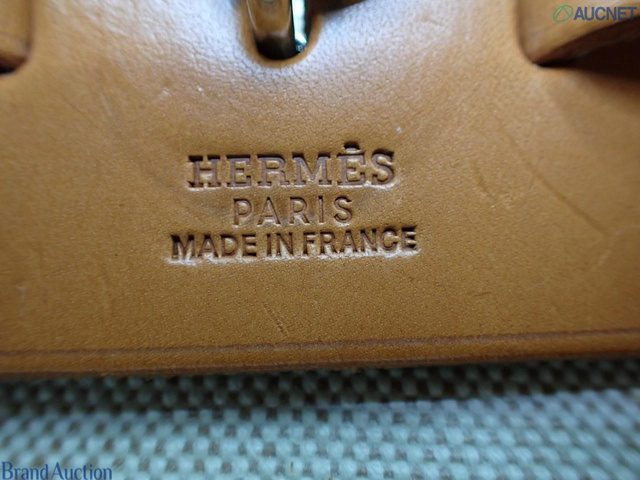 AUCNET
HERMÈS
PARIS
MADE IN FRANCE
Brand Auction